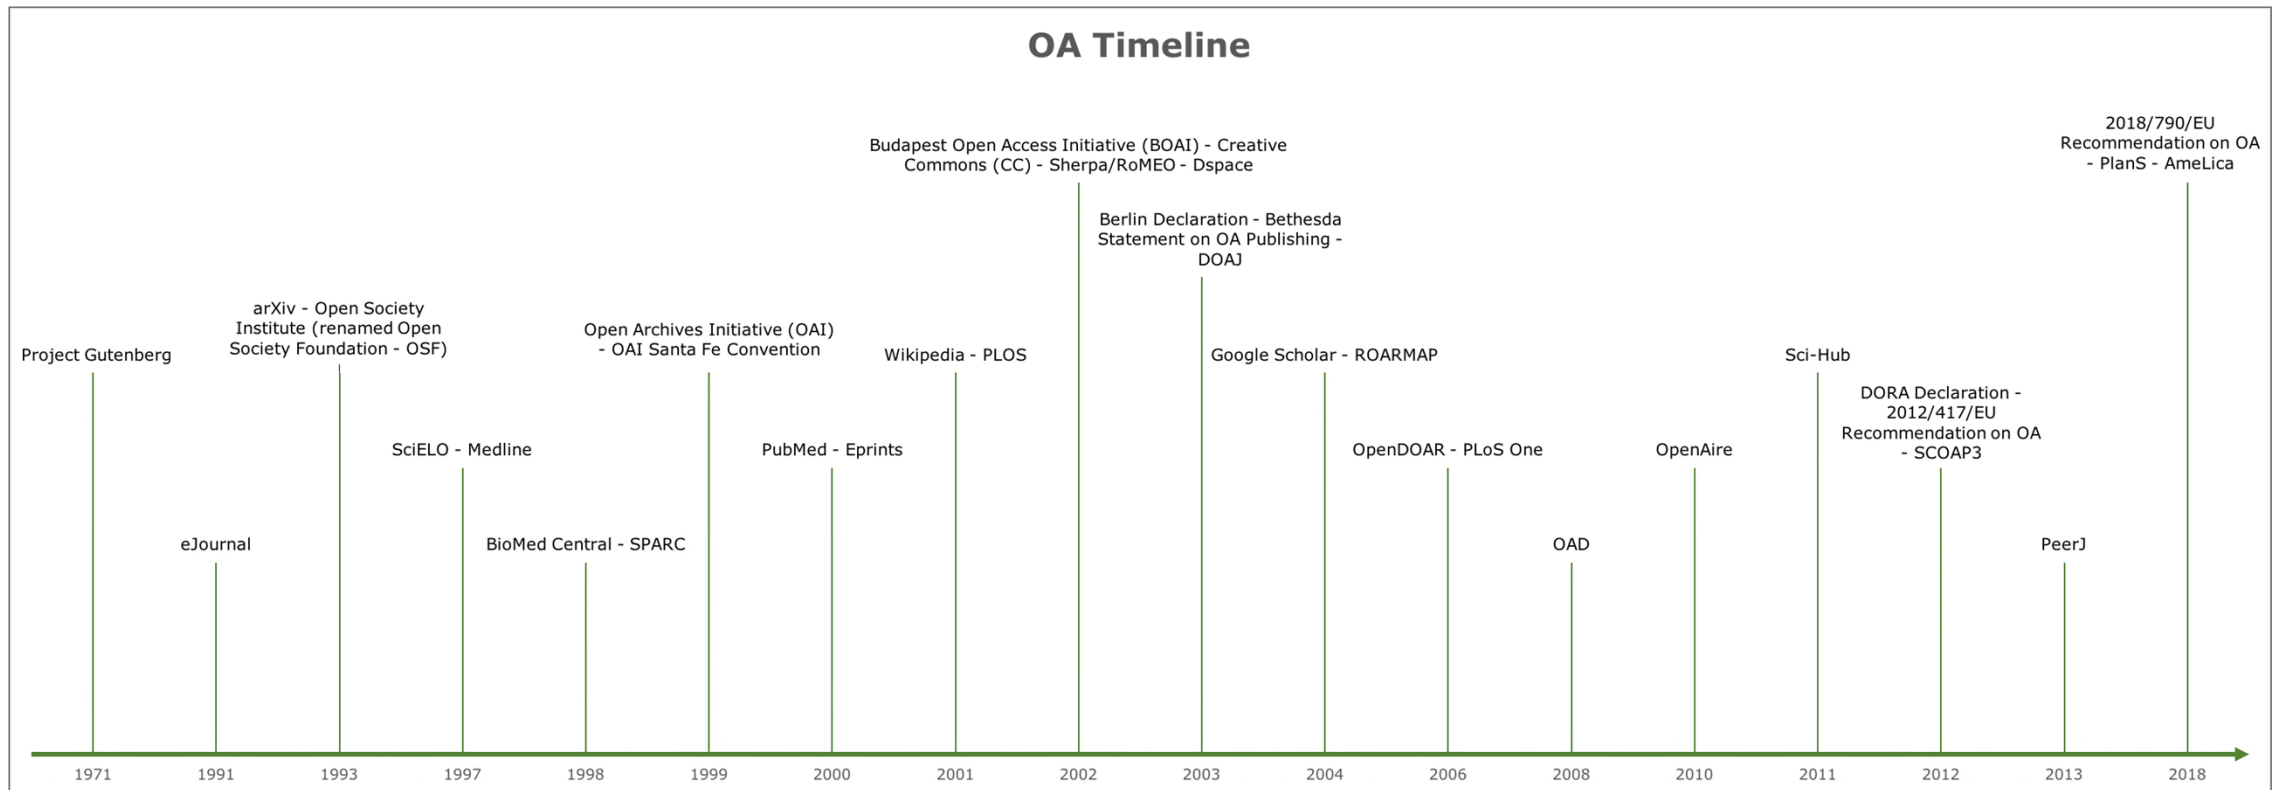 OA Timeline
Project Gutenberg
eJournal
arXiv - Open Society
Institute (renamed Open
Society Foundation - OSF)
SciELO - Medline
BioMed Central - SPARC
Open Archives Initiative (OAI)
- OAI Santa Fe Convention
PubMed - Eprints
Wikipedia - PLOS
Budapest Open Access Initiative (BOAI) - Creative
Commons (CC) - Sherpa/RoMEO - Dspace
Berlin Declaration - Bethesda
Statement on OA Publishing -
DOAJ
Google Scholar - ROARMAP
OpenDOAR - PLoS One
OAD
OpenAire
Sci-Hub
DORA Declaration -
2012/417/EU
Recommendation on OA
- SCOAP3
PeerJ
2018/790/EU
Recommendation on OA
- PlanS - AmeLica
1971 1991 1993 1997 1998 1999 2000 2001 2002 2003 2004 2006 2008 2010 2011 2012 2013 2018